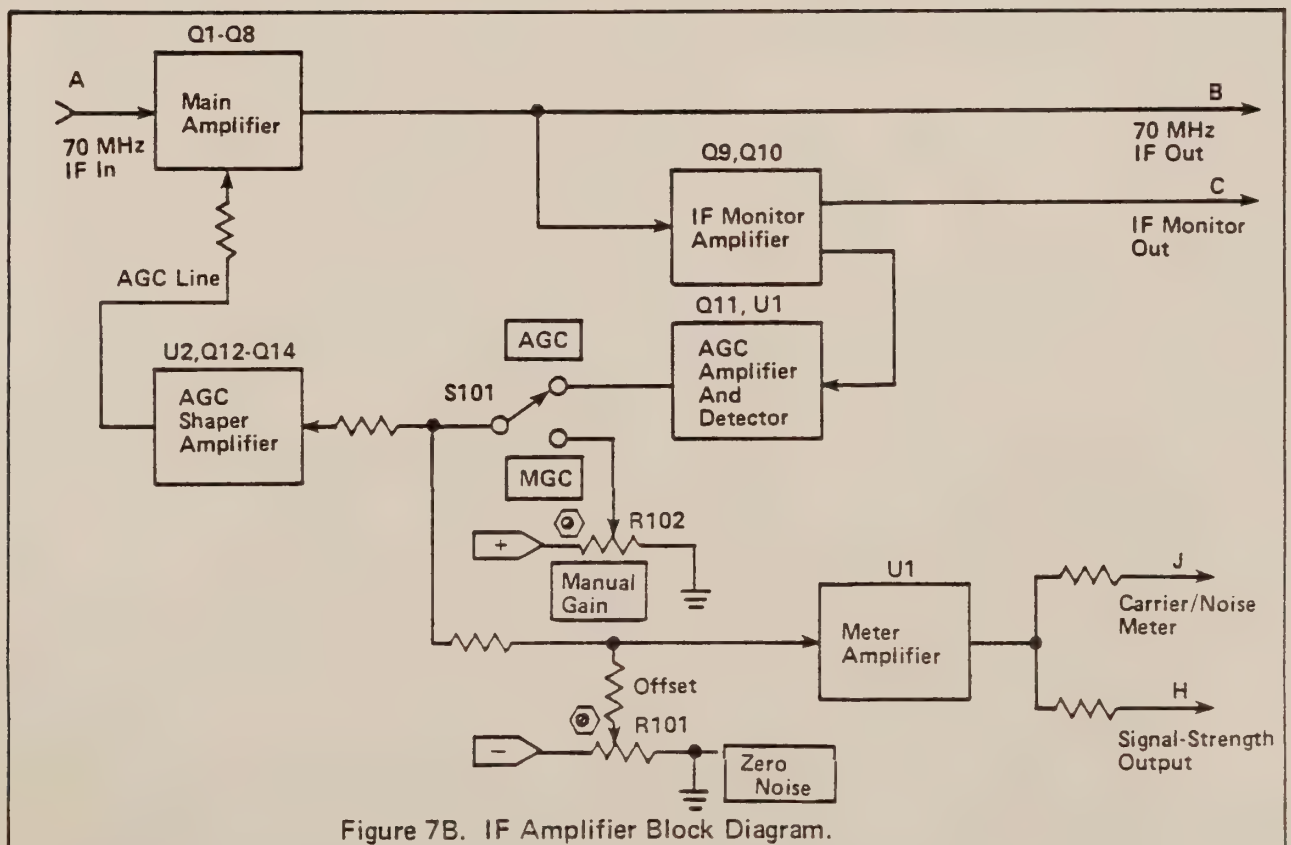 Q1-Q8
A
Main
Amplifier
B
70 MHz
IF In
70 MHz
IF Out
Q9,Q10
C
IF Monitor
Amplifier
IF Monitor
Out
AGC Line
Q11, U1
U2,Q12-Q14
AGC
AGC
Amplifier
And
Detector
S101
AGC
Shaper
Amplifier
MGC
R102
+
Manual
Gain
U1
J
Carrier/Noise
Meter
Meter
Amplifier
Offset
H
R101
Signal-Strength
Output
−
Zero
Noise
Figure 7B. IF Amplifier Block Diagram.